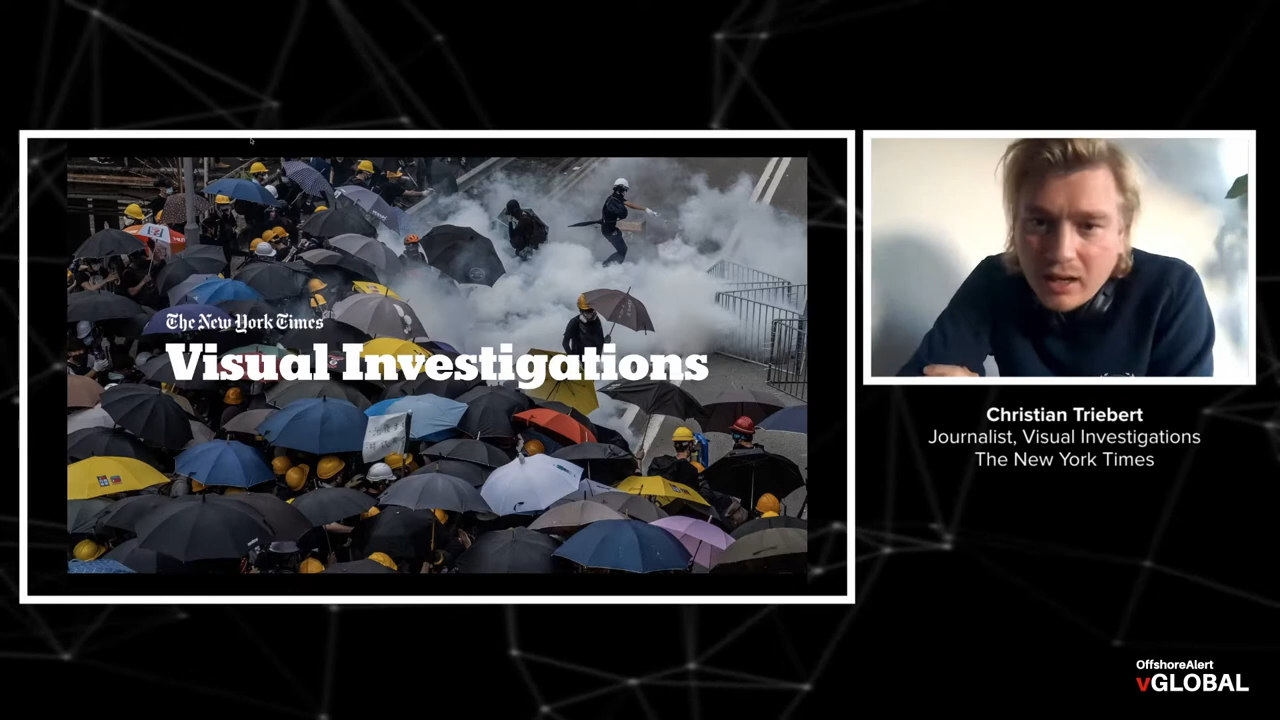 The New York Times
Visual Investigations
Christian Triebert
Journalist, Visual Investigations
The New York Times
OffshoreAlert
vGLOBAL